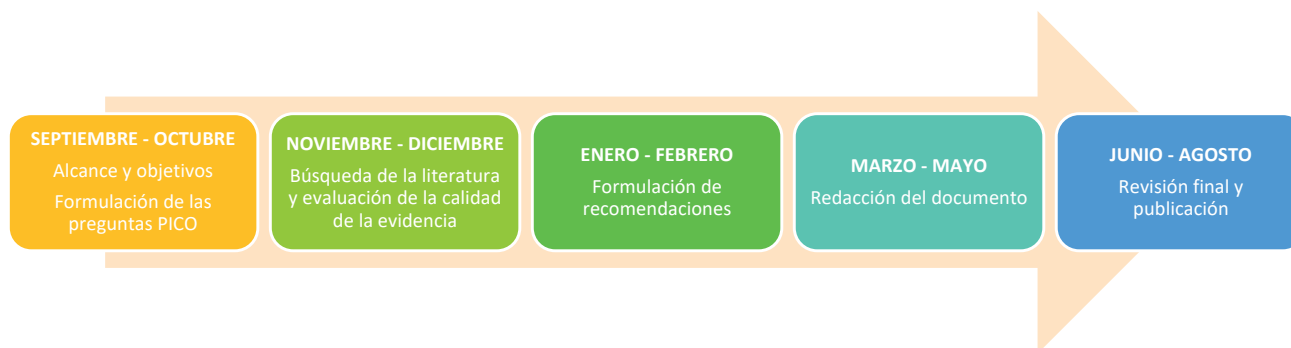 SEPTIEMBRE - OCTUBRE
Alcance y objetivos
Formulación de las
preguntas PICO
NOVIEMBRE - DICIEMBRE
Búsqueda de la literatura
y evaluación de la calidad
de la evidencia
ENERO - FEBRERO
Formulación de
recomendaciones
MARZO - MAYO
Redacción del documento
JUNIO - AGOSTO
Revisión final y
publicación